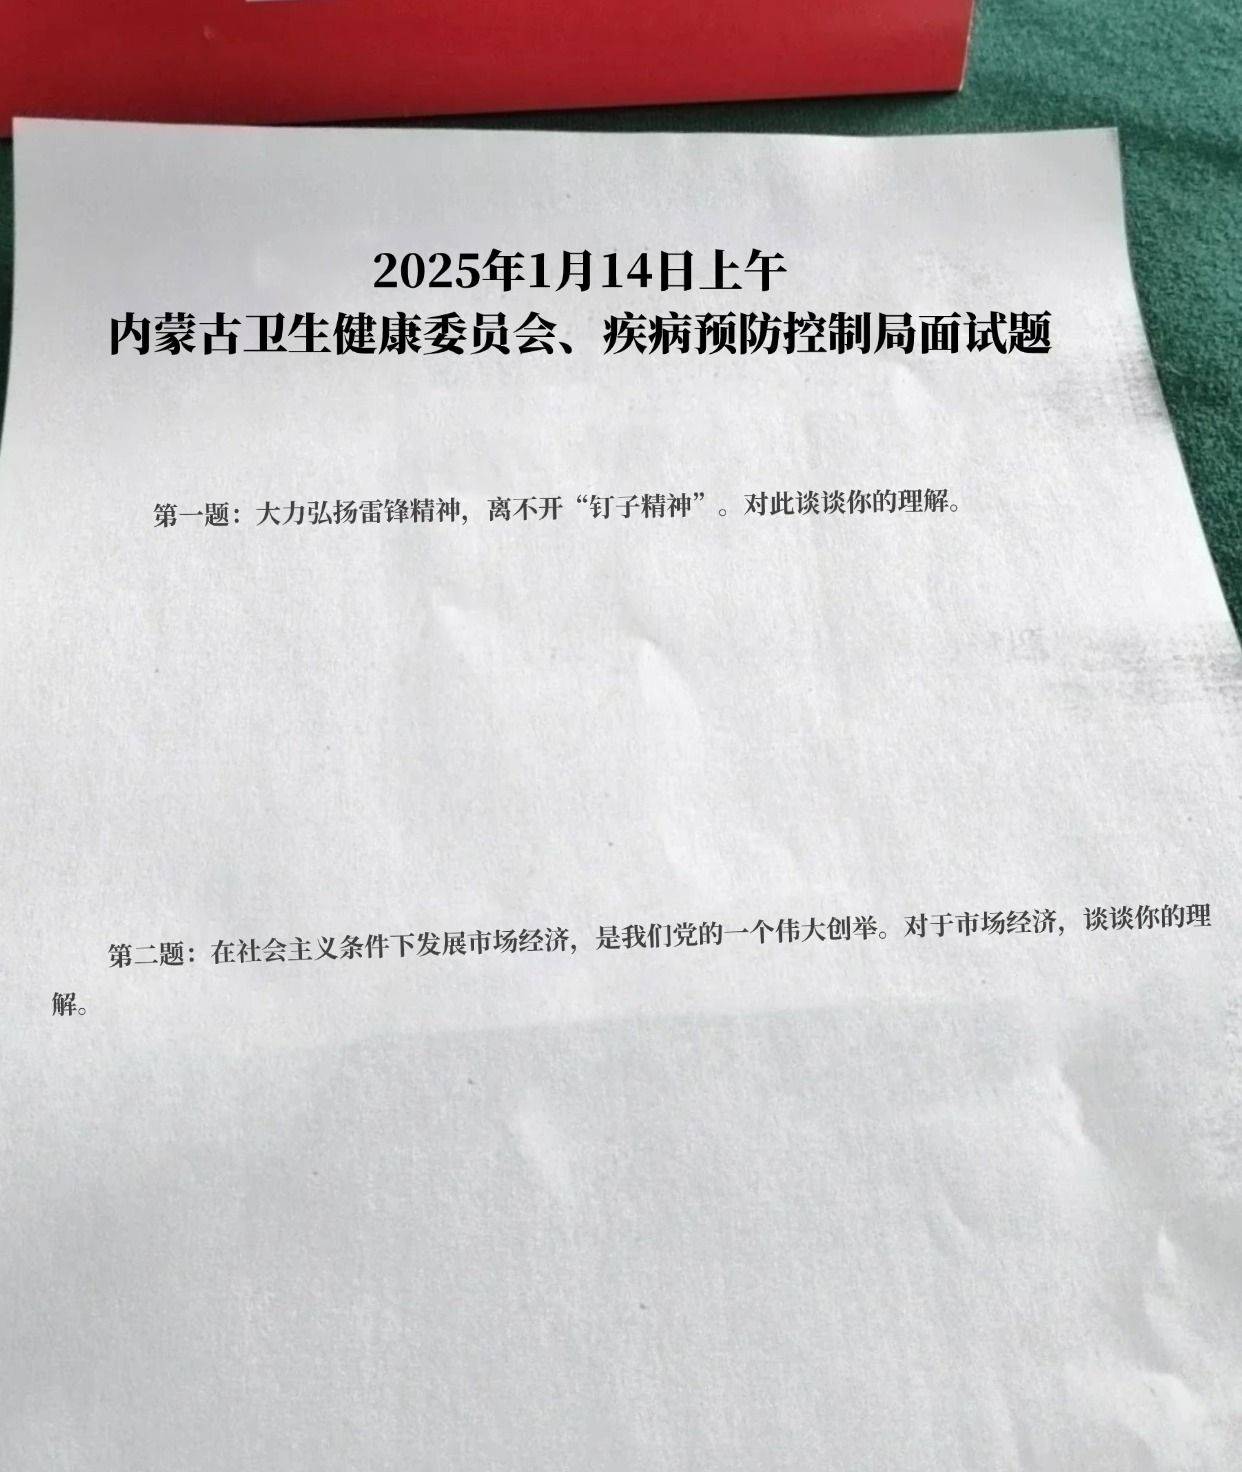 2025年1月14日上午
内蒙古卫生健康委员会、疾病预防控制局面试题
第一题：大力弘扬雷锋精神，离不开“钉子精神”。对此谈谈你的理解。
第二题：在社会主义条件下发展市场经济，是我们党的一个伟大创举。对于市场经济，谈谈你的理
解。